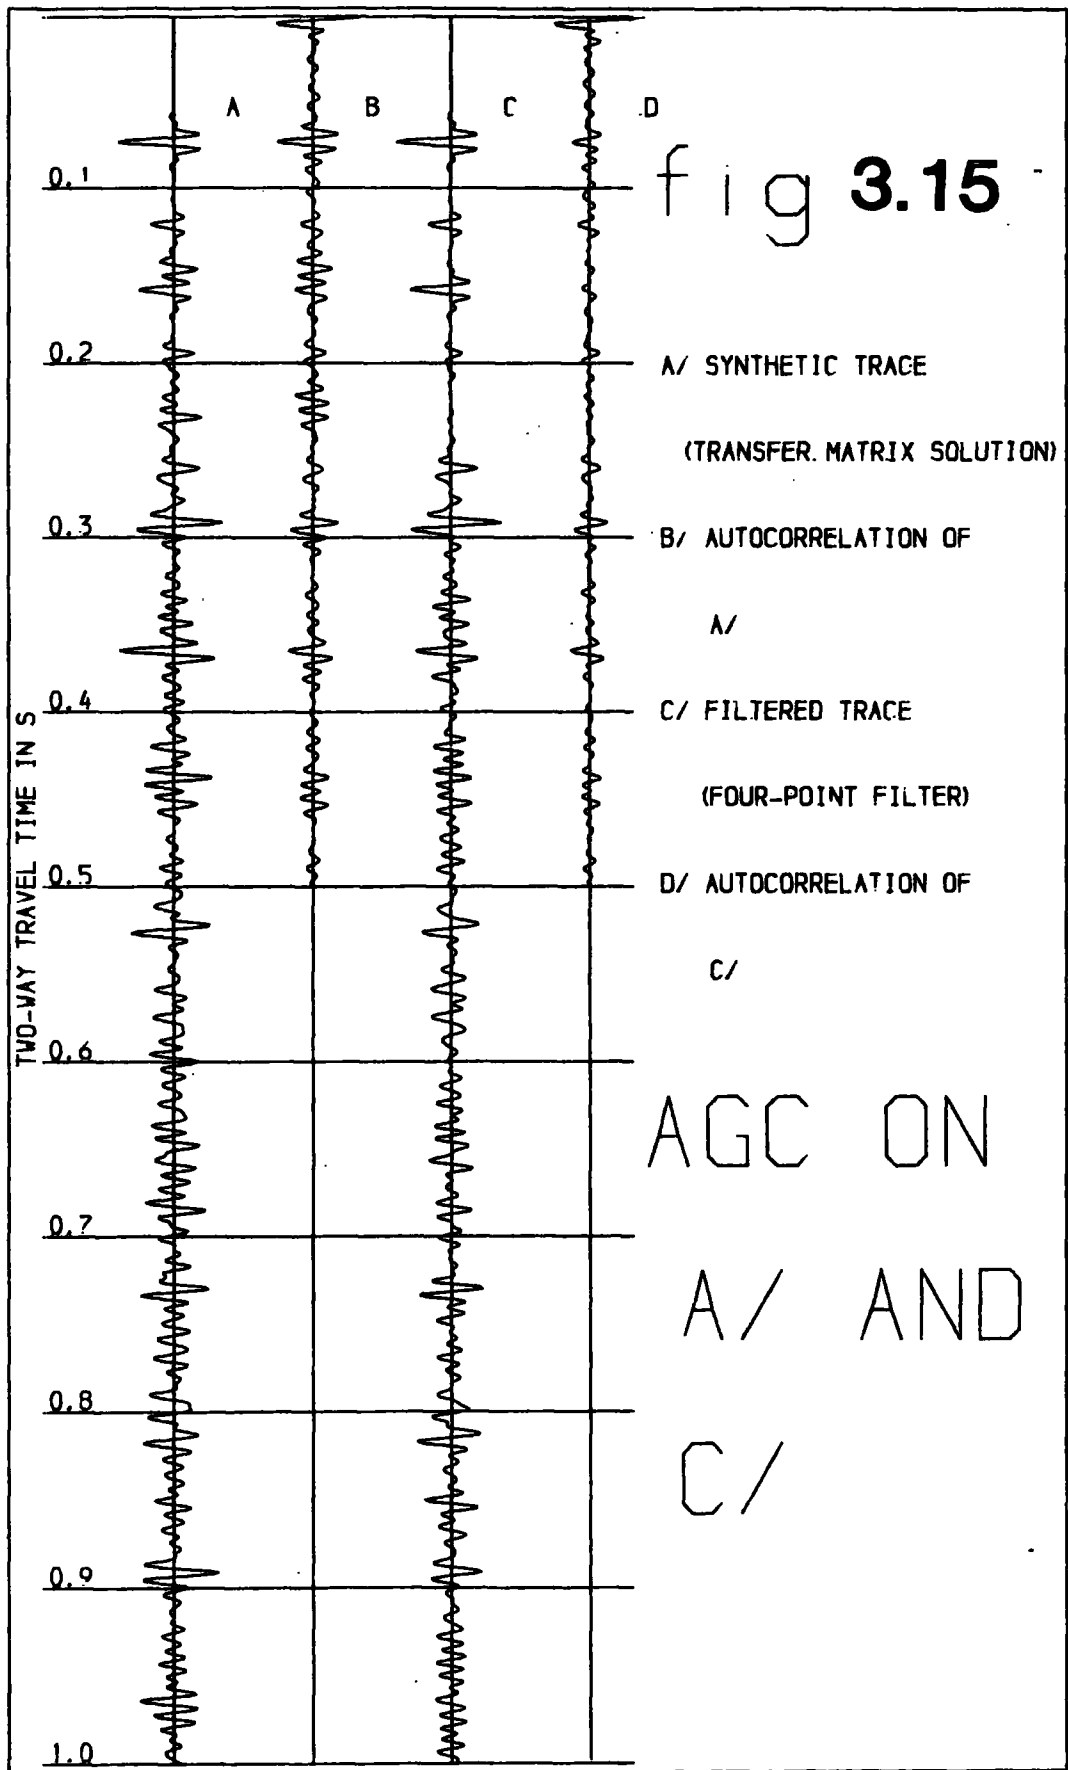 A B C D
fig 3.15
0.1
0.2
A/ SYNTHETIC TRACE
(TRANSFER. MATRIX SOLUTION)
0.3
B/ AUTOCORRELATION OF
A/
0.4
C/ FILTERED TRACE
(FOUR-POINT FILTER)
0.5
D/ AUTOCORRELATION OF
C/
TWO-WAY TRAVEL TIME IN S
0.6
AGC ON
0.7
A/ AND
0.8
C/
0.9
1.0